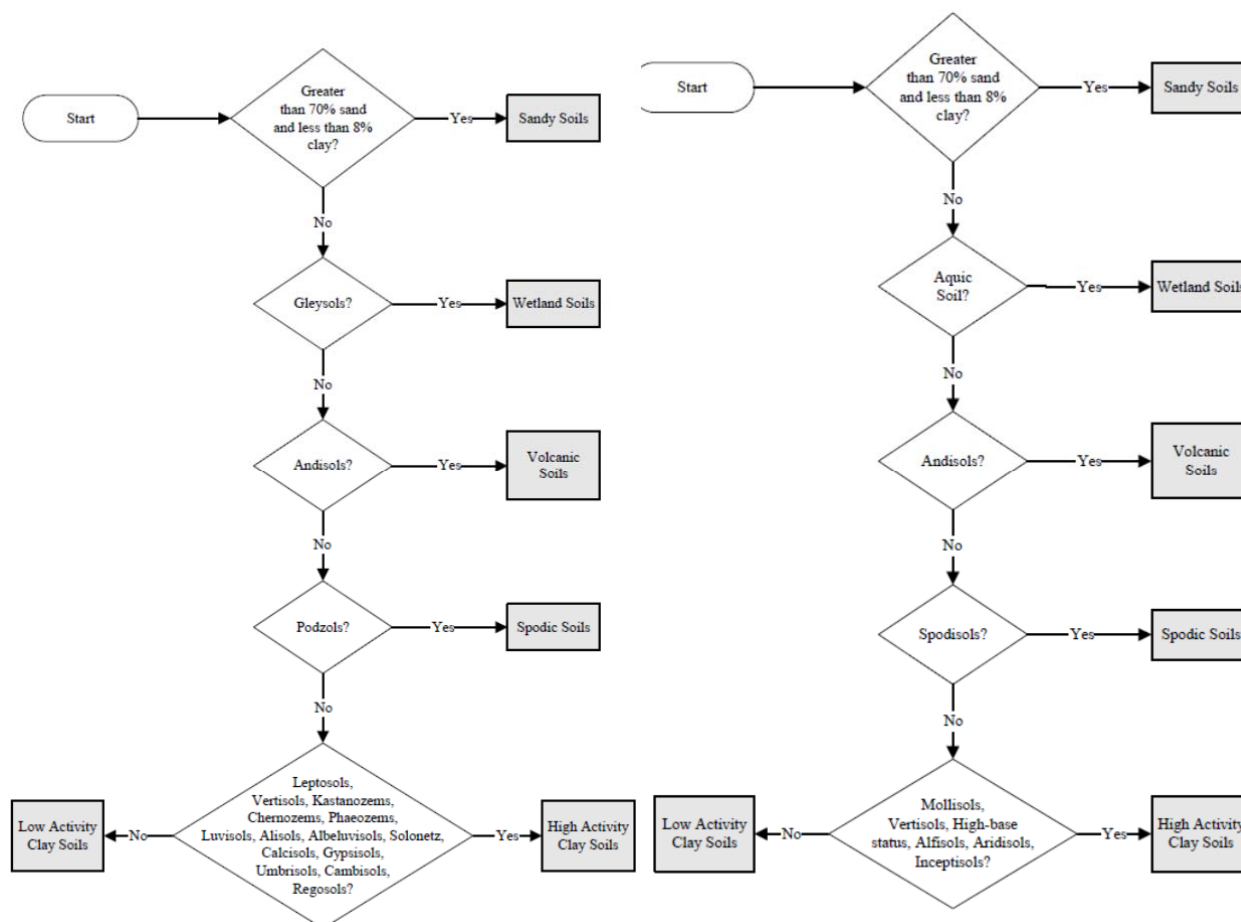 Start
Greater
than 70% sand
and less than 8%
clay?
Yes
Sandy Soils
No
Gleysols?
Yes
Wetland Soils
No
Andisols?
Yes
Volcanic
Soils
No
Podzols?
Yes
Spodic Soils
No
Leptosols,
Vertisols, Kastanozems,
Chernozems, Phaeozems,
Luvisols, Alisols, Albeluvisols, Solonetz,
Calcisols, Gypsisols,
Umbrisols, Cambisols,
Regosols?
No
Low Activity
Clay Soils
Yes
High Activity
Clay Soils
Start
Greater
than 70% sand
and less than 8%
clay?
Yes
Sandy Soils
No
Aquic
Soil?
Yes
Wetland Soils
No
Andisols?
Yes
Volcanic
Soils
No
Spodisols?
Yes
Spodic Soils
No
Mollisols,
Vertisols, High-base
status, Alfisols, Aridisols,
Inceptisols?
No
Low Activity
Clay Soils
Yes
High Activity
Clay Soils